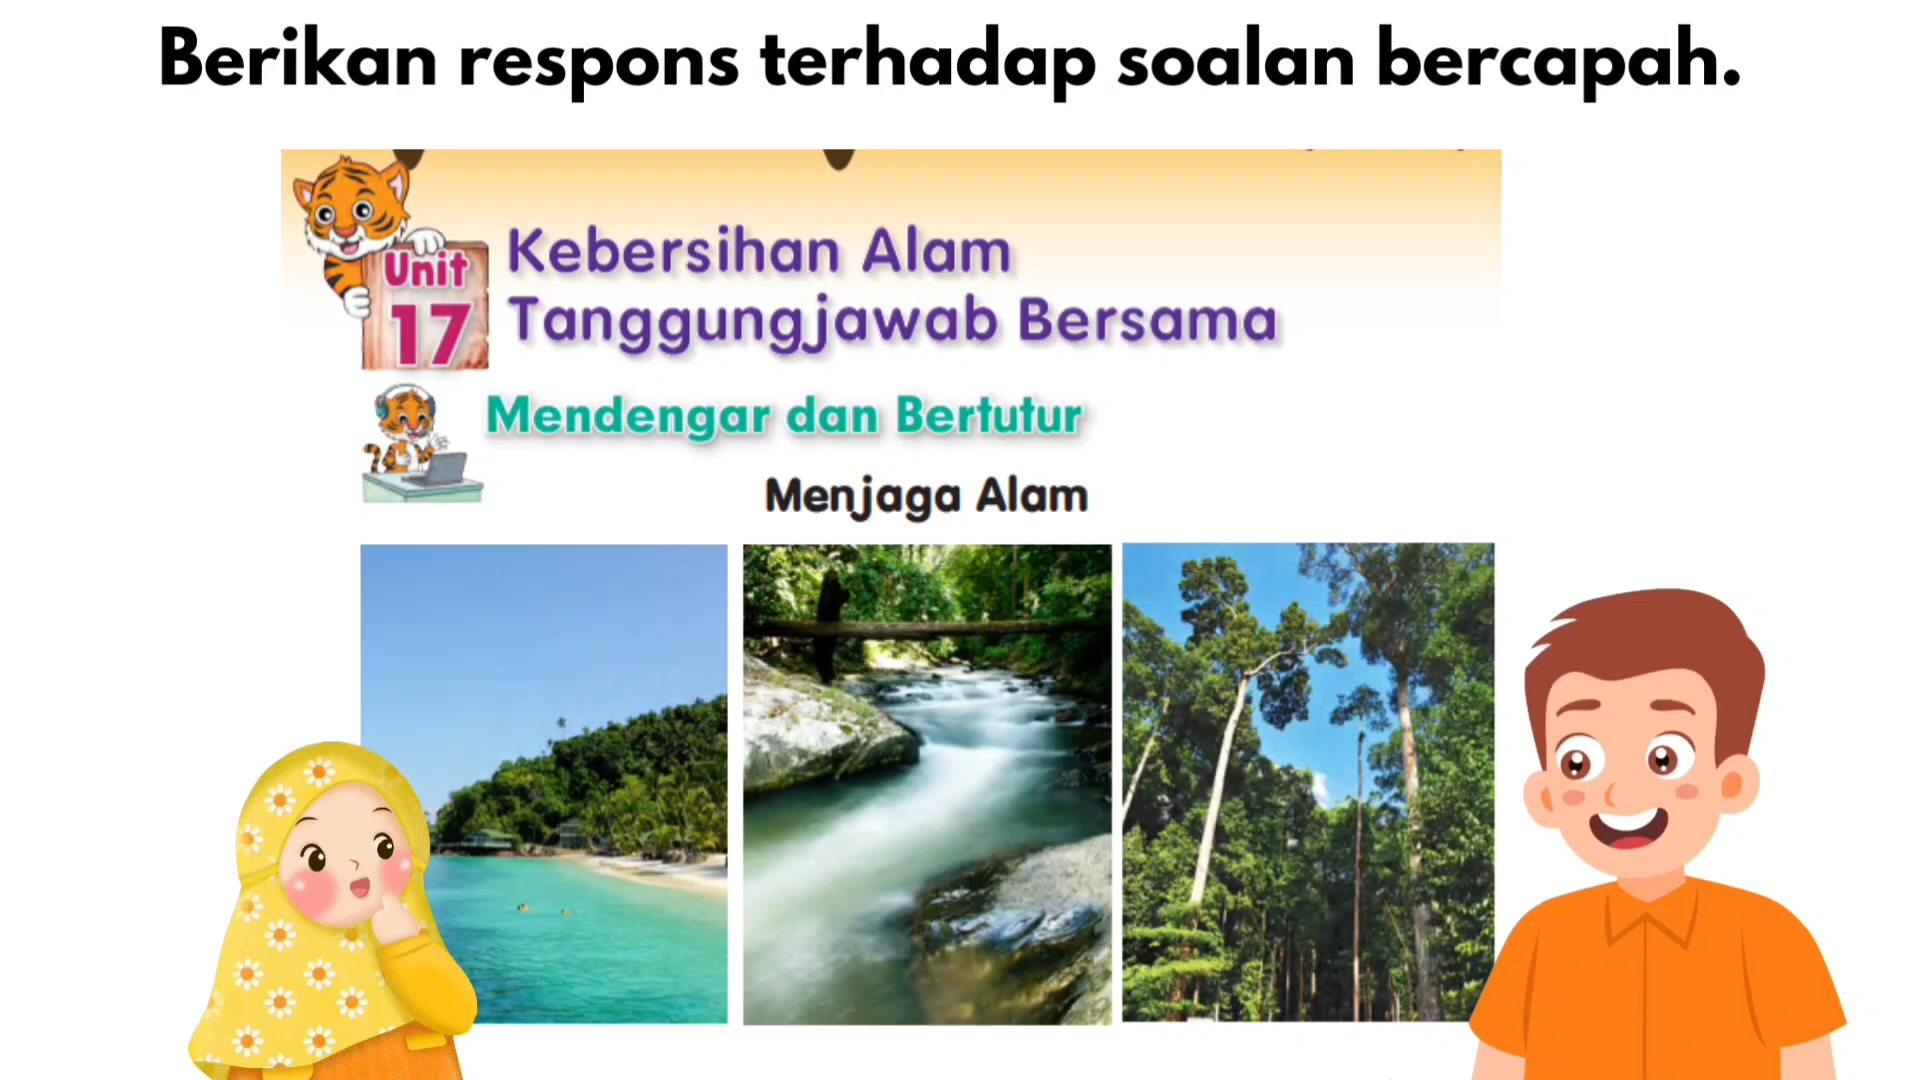 Berikan respons terhadap soalan bercapah.
Unit
17
Kebersihan Alam
Tanggungjawab Bersama
Mendengar dan Bertutur
Menjaga Alam